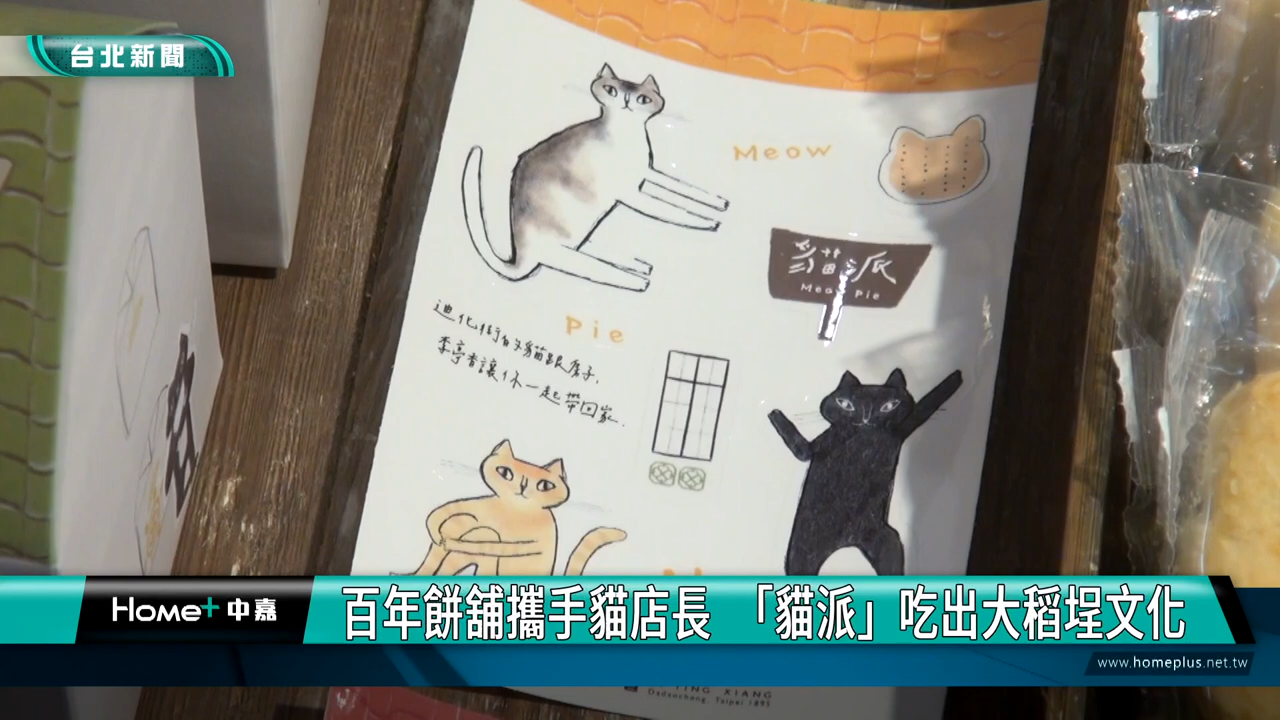 台北新聞
Meow
貓派
Meow Pie
Pie
迪化街的貓跟房子,
李亭香讓你一起帶回家.
Home+ 中嘉
百年餅舖攜手貓店長 「貓派」吃出大稻埕文化
www.homeplus.net.tw
TING XIANG
Dadaocheng, Taipei 1895